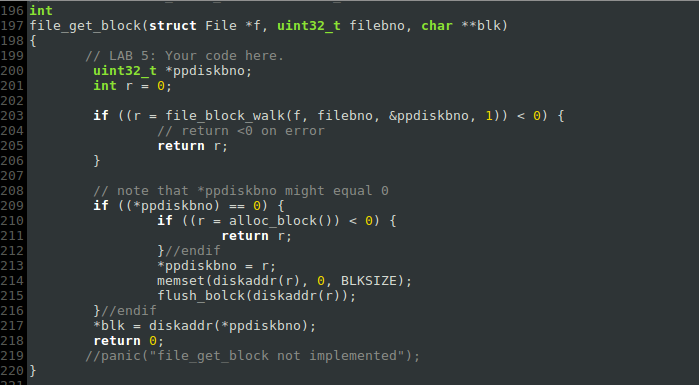 196 int
197 file_get_block(struct File *f, uint32_t filebno, char **blk)
198 {
199        // LAB 5: Your code here.
200         uint32_t *ppdiskbno;
201         int r = 0;
202
203         if ((r = file_block_walk(f, filebno, &ppdiskbno, 1)) < 0) {
204                 // return <0 on error
205                 return r;
206         }
207
208         // note that *ppdiskbno might equal 0
209         if ((*ppdiskbno) == 0) {
210                 if ((r = alloc_block()) < 0) {
211                         return r;
212                 }//endif
213                 *ppdiskbno = r;
214                 memset(diskaddr(r), 0, BLKSIZE);
215                 flush_bolck(diskaddr(r));
216         }//endif
217         *blk = diskaddr(*ppdiskbno);
218         return 0;
219        //panic("file_get_block not implemented");
220 }